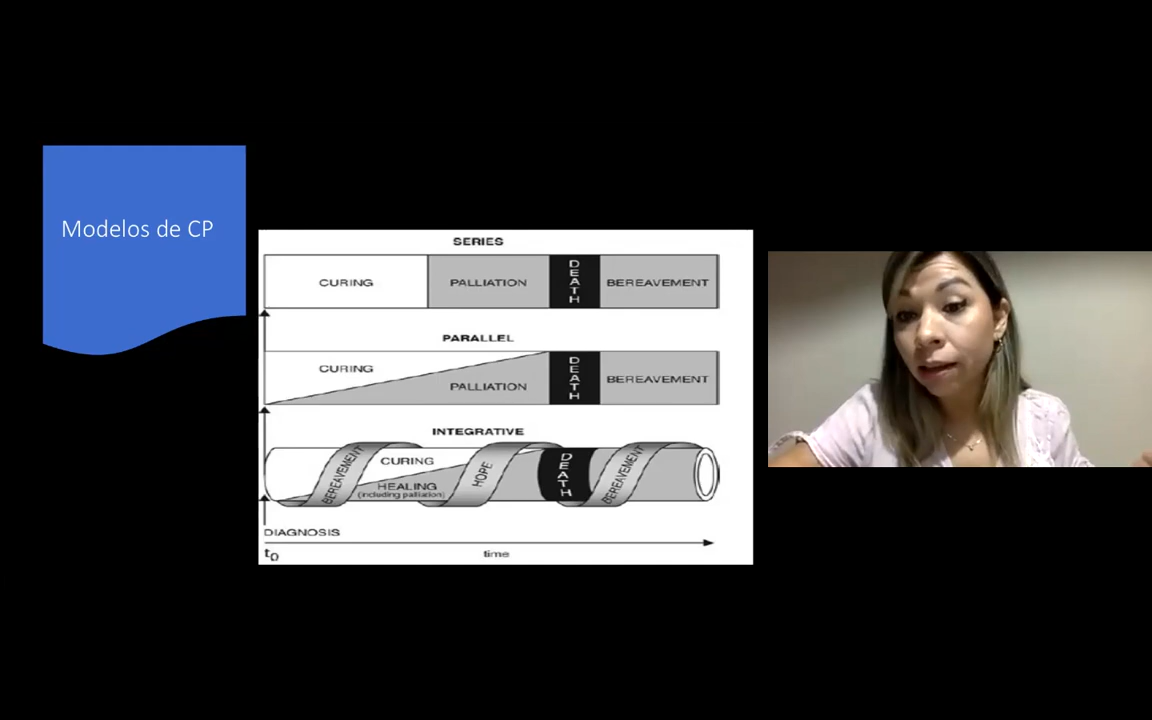 Modelos de CP
SERIES
CURING PALLIATION DEATH BEREAVEMENT
PARALLEL
CURING
PALLIATION DEATH BEREAVEMENT
INTEGRATIVE
BEREAVEMENT CURING HOPE DEATH BEREAVEMENT
HEALING
(including palliation)
DIAGNOSIS
t0 time